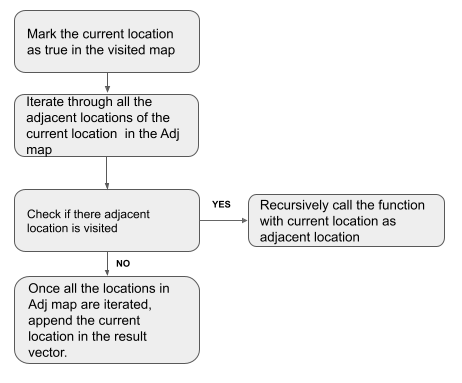 Mark the current location
as true in the visited map
Iterate through all the
adjacent locations of the
current location in the Adj
map
Check if there adjacent
location is visited
YES
Recursively call the function
with current location as
adjacent location
NO
Once all the locations in
Adj map are iterated,
append the current
location in the result
vector.